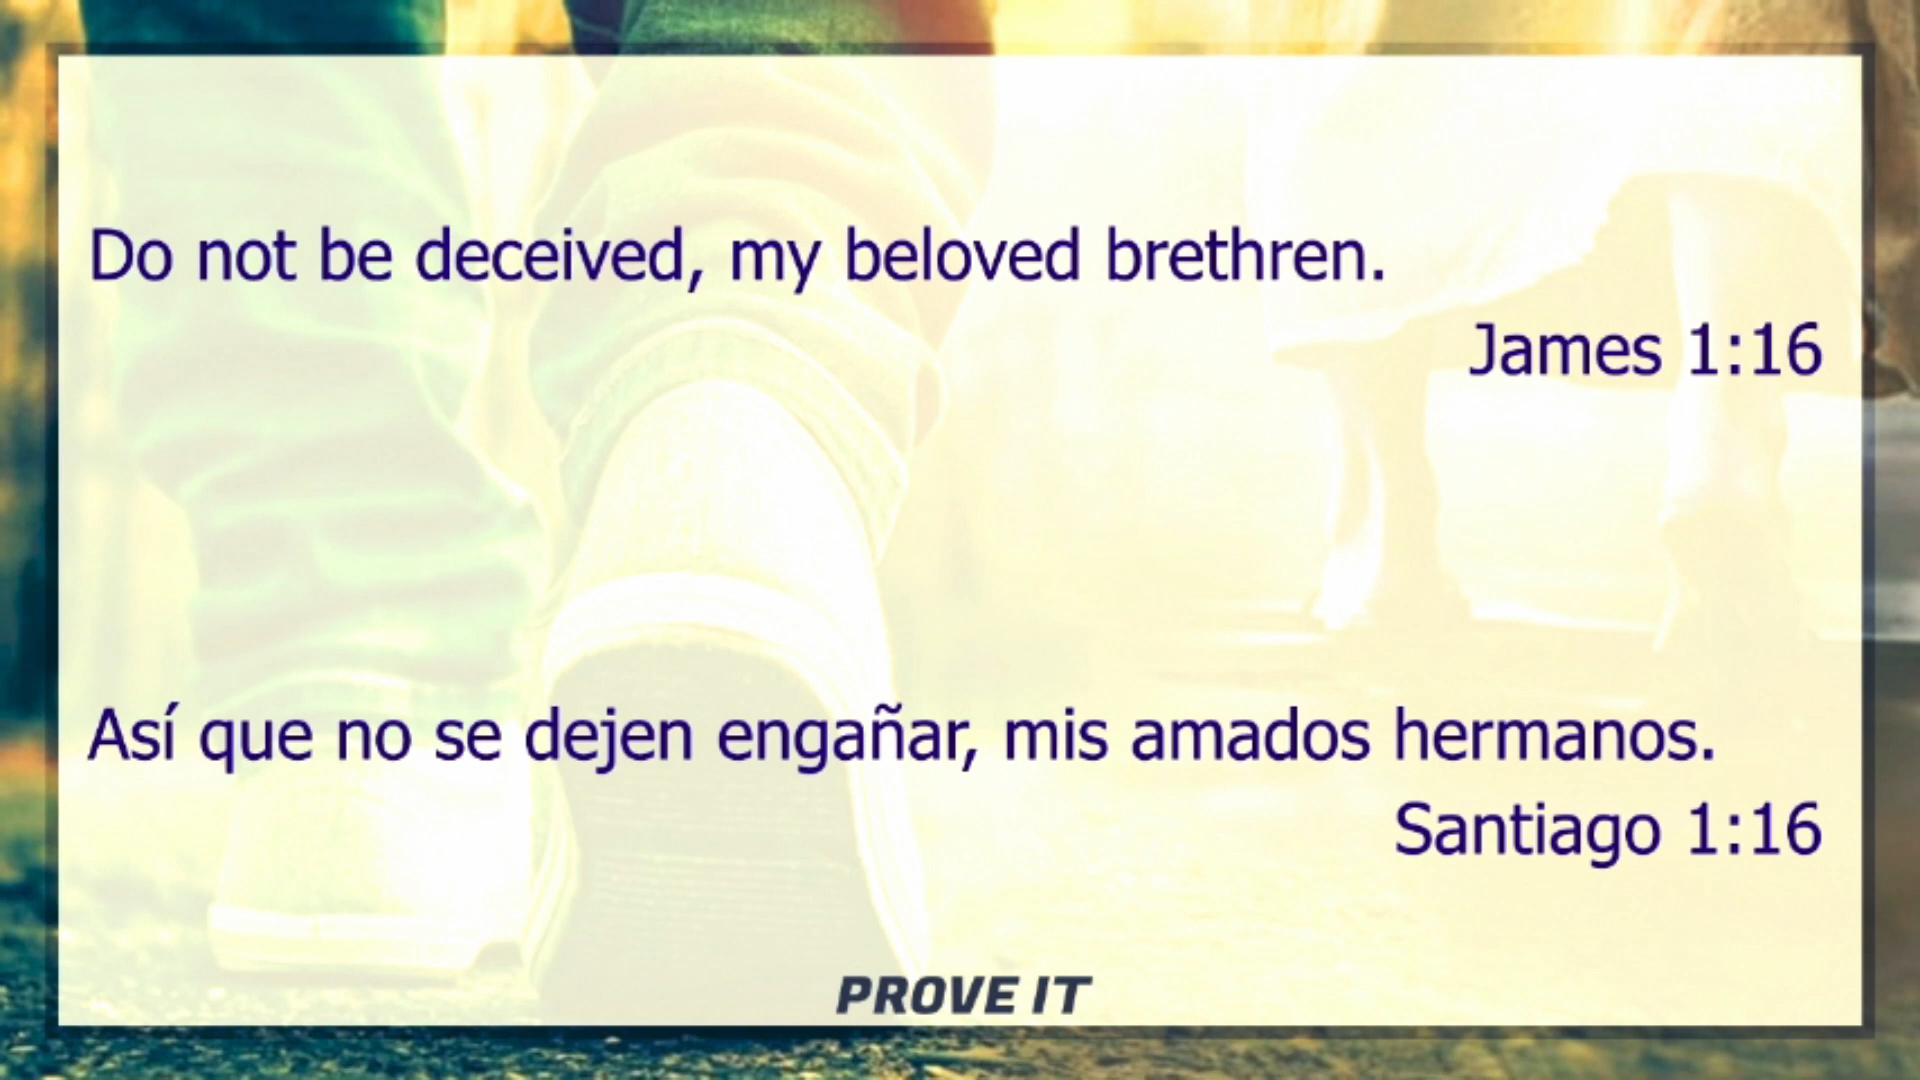 Do not be deceived, my beloved brethren.
James 1:16
Así que no se dejen engañar, mis amados hermanos.
Santiago 1:16
PROVE IT